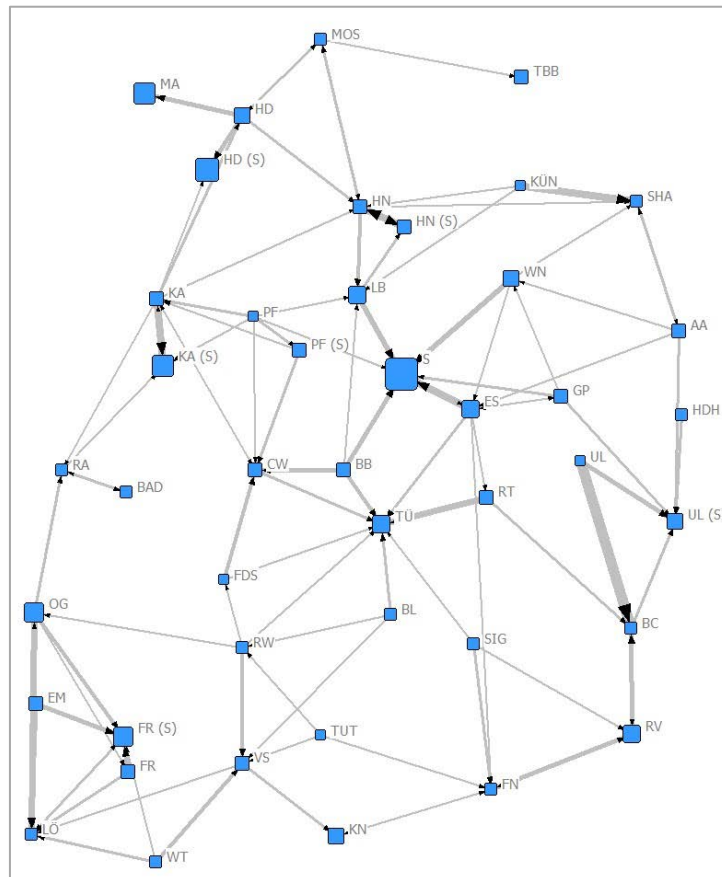 MOS
TBB
MA
HD
HD (S)
KÜN
SHA
HN
HN (S)
WN
LB
KA
PF
AA
PF (S)
KA (S)
S
GP
ES
HDH
RA
CW
BB
UL
BAD
RT
TÜ
UL (S)
FDS
OG
BL
BC
RW
SIG
EM
FR (S)
TUT
RV
FR
VS
FN
LÖ
KN
WT